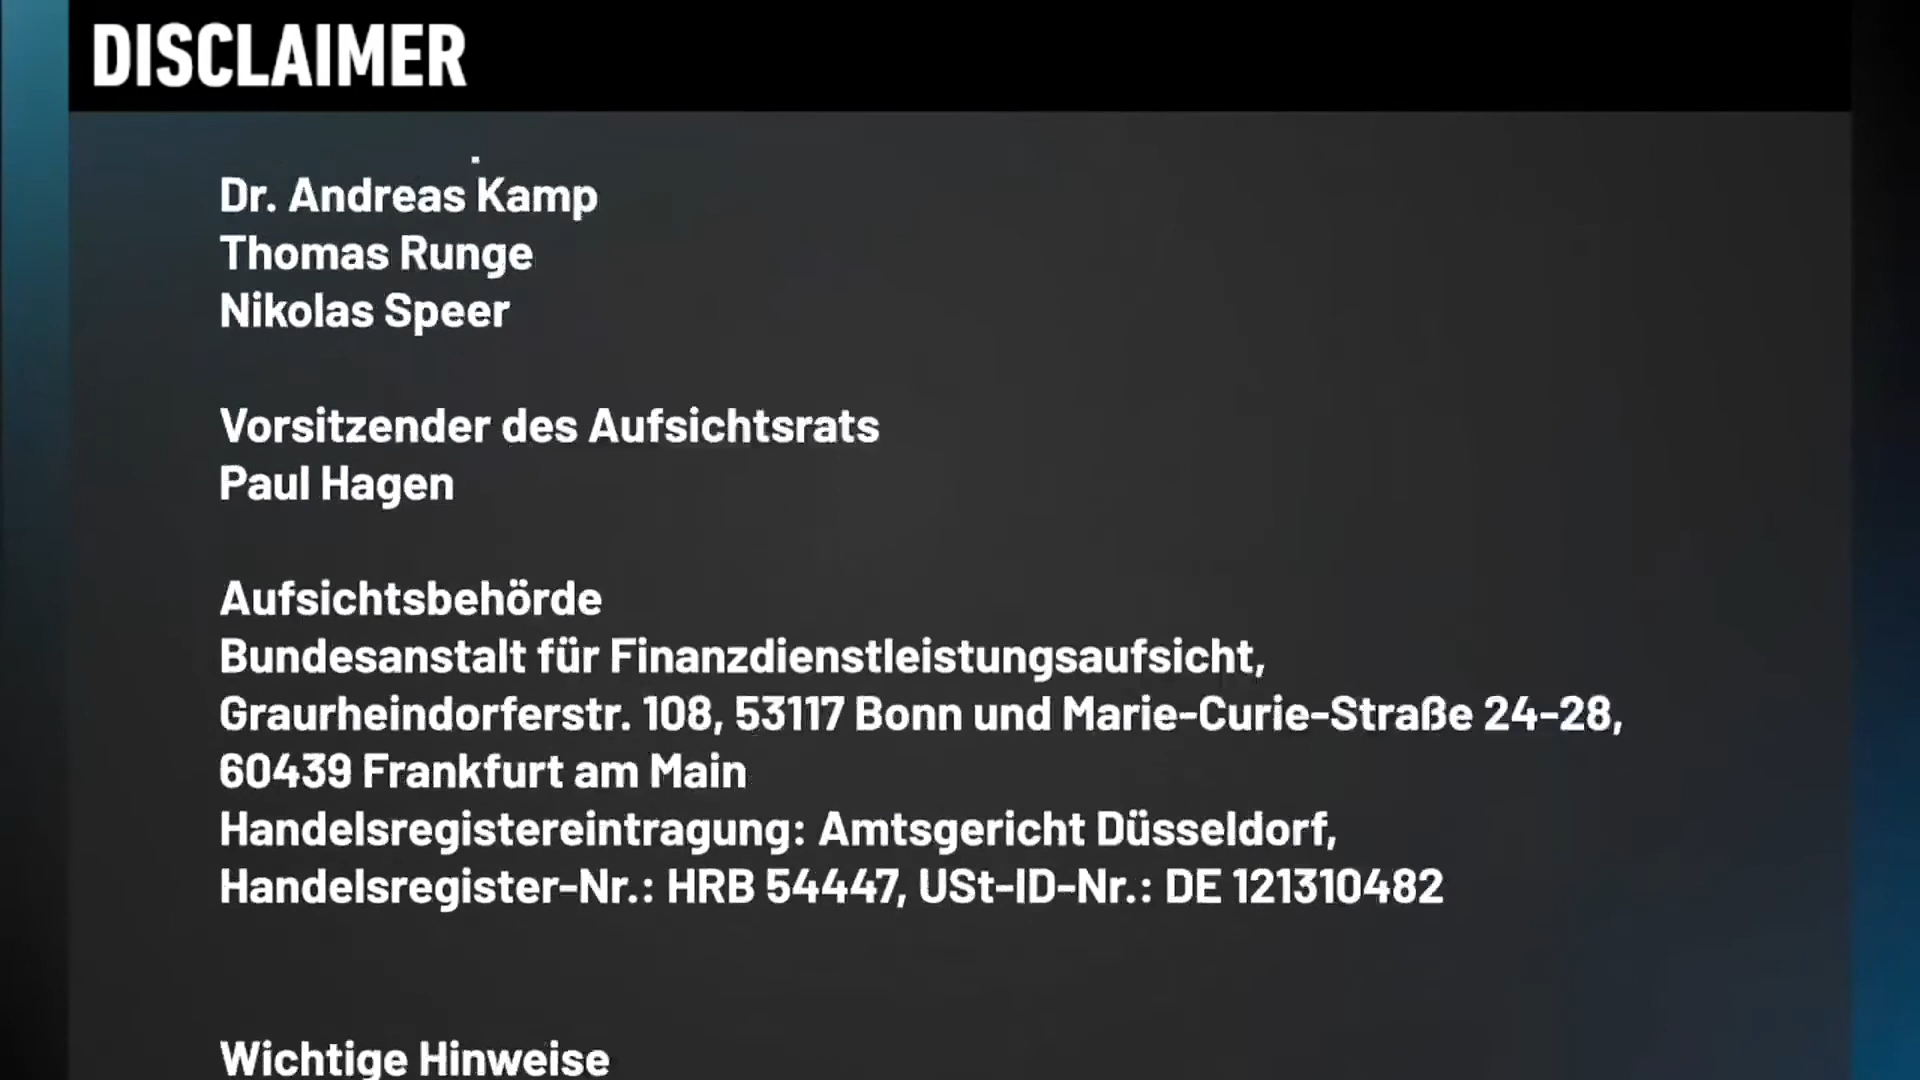 DISCLAIMER
Dr. Andreas Kamp
Thomas Runge
Nikolas Speer
Vorsitzender des Aufsichtsrats
Paul Hagen
Aufsichtsbehörde
Bundesanstalt für Finanzdienstleistungsaufsicht,
Graurheindorferstr. 108, 53117 Bonn und Marie-Curie-Straße 24-28,
60439 Frankfurt am Main
Handelsregistereintragung: Amtsgericht Düsseldorf,
Handelsregister-Nr.: HRB 54447, USt-ID-Nr.: DE 121310482
Wichtige Hinweise